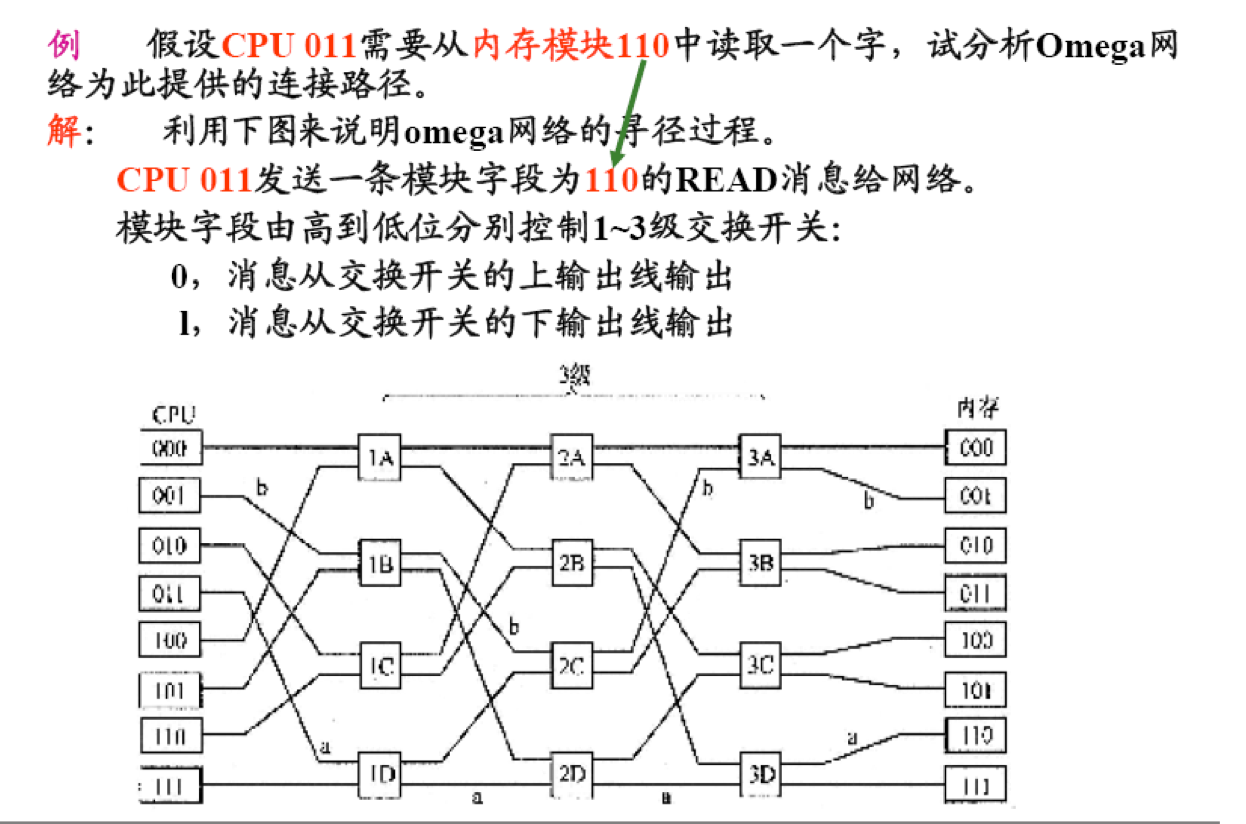 例 假设CPU 011需要从内存模块110中读取一个字，试分析Omega网
络为此提供的连接路径。
解： 利用下图来说明omega网络的寻径过程。
CPU 011发送一条模块字段为110的READ消息给网络。
模块字段由高到低位分别控制1~3级交换开关：
0，消息从交换开关的上输出线输出
1，消息从交换开关的下输出线输出
3级
CPU 内存
000 1A 2A 3A 000
001 b b b 001
010 1B 2B 3B 010
011 011
100 b 100
101 1C 2C 3C 101
110 a a 110
111 1D a 2D a 3D 111